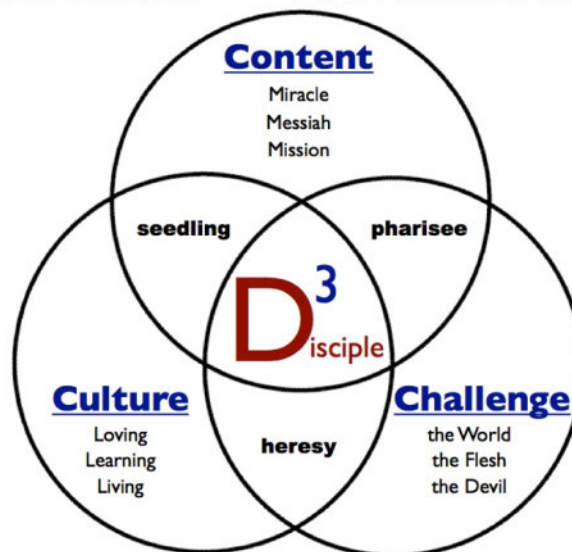 Content
Miracle
Messiah
Mission
seedling
pharisee
D3
isciple
Culture
Loving
Learning
Living
heresy
Challenge
the World
the Flesh
the Devil